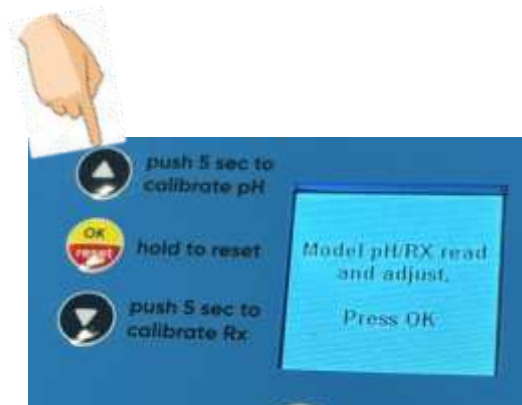 push 5 sec to
calibrate pH
OK
reset
hold to reset
push 5 sec to
calibrate Rx
Model pH/RX read
and adjust.
Press OK